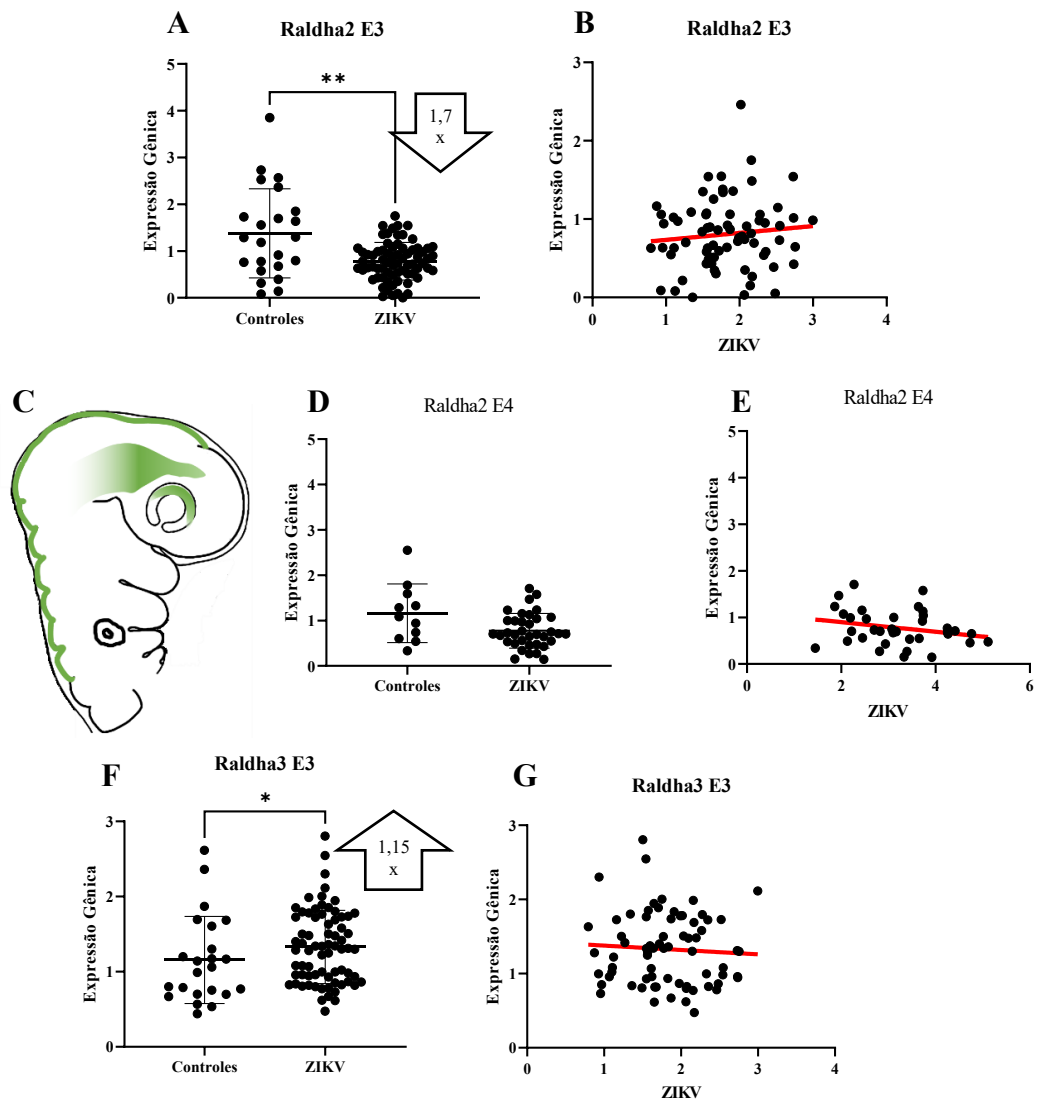 A
Raldha2 E3
Expressão Gênica
5
4
3
2
1
0
**
1,7
x
Controles
ZIKV
B
Raldha2 E3
Expressão Gênica
3
2
1
0
0
1
2
3
4
ZIKV
C
D
Raldha2 E4
Expressão Gênica
5
4
3
2
1
0
Controles
ZIKV
E
Raldha2 E4
Expressão Gênica
5
4
3
2
1
0
0
2
4
6
ZIKV
F
Raldha3 E3
Expressão Gênica
3
2
1
0
*
1,15
x
Controles
ZIKV
G
Raldha3 E3
Expressão Gênica
3
2
1
0
0
1
2
3
4
ZIKV